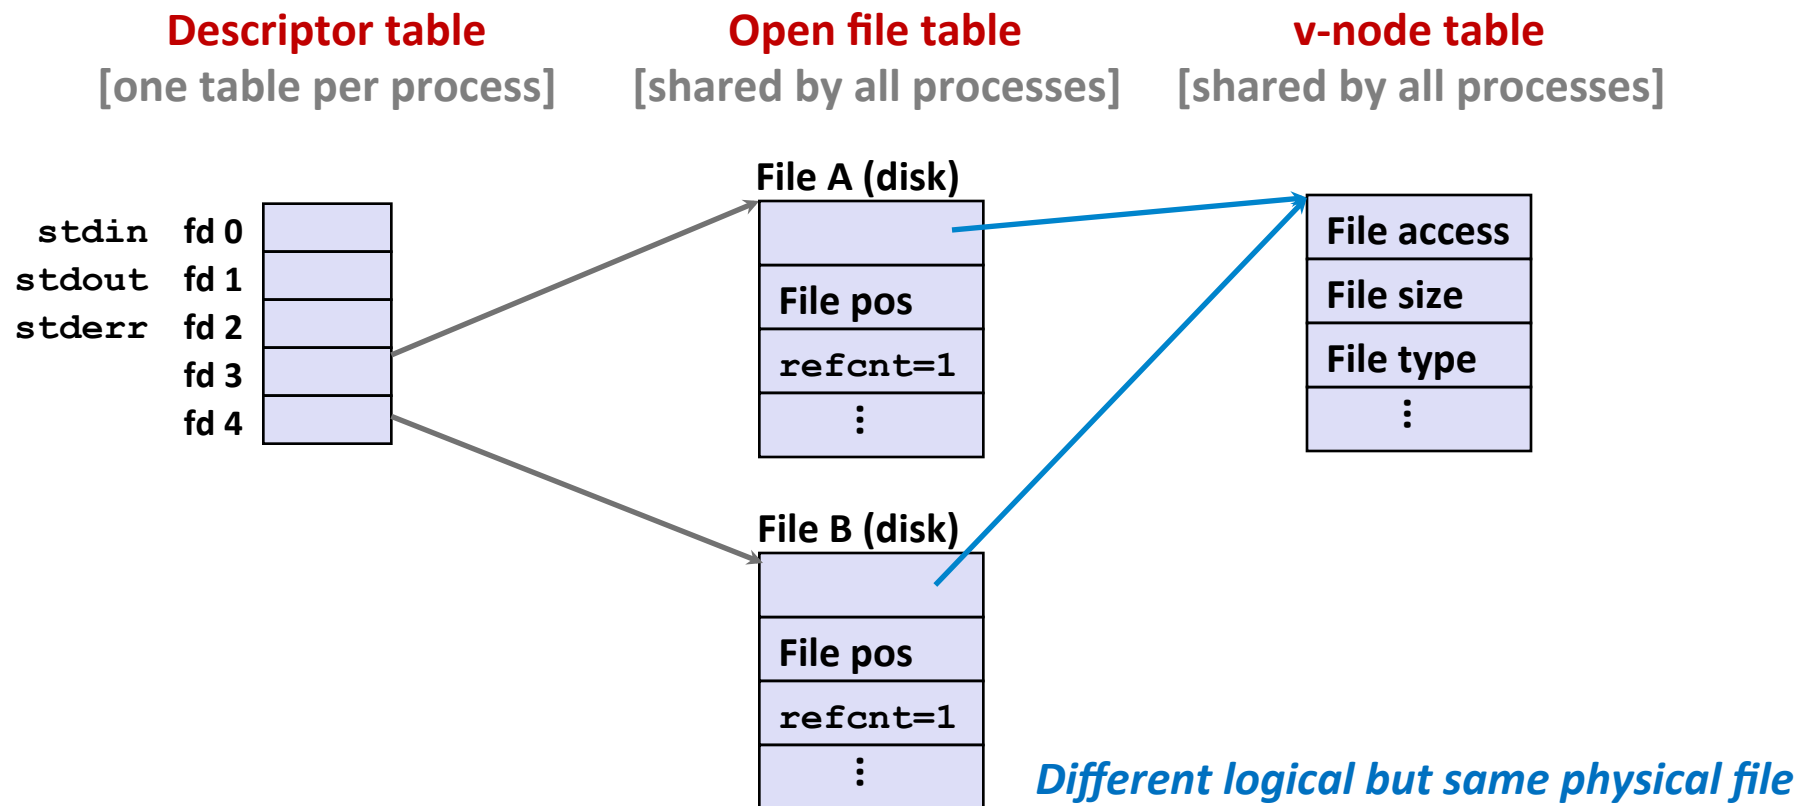 Descriptor table
[one table per process]
Open file table
[shared by all processes]
v-node table
[shared by all processes]
stdin fd 0
stdout fd 1
stderr fd 2
fd 3
fd 4
File A (disk)
File pos
refcnt=1
⋮
File B (disk)
File pos
refcnt=1
⋮
File access
File size
File type
⋮
Different logical but same physical file